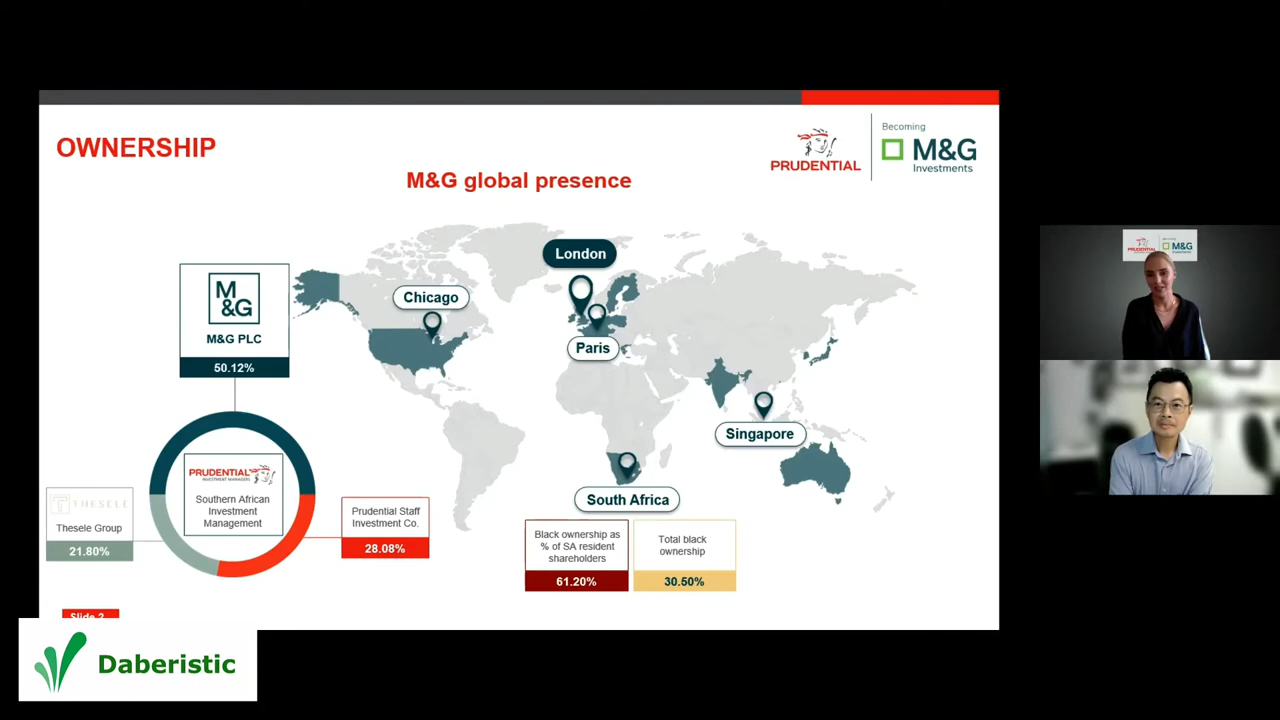 OWNERSHIP
M&G global presence
PRUDENTIAL
Becoming
M&G
Investments
London
Chicago
Paris
Singapore
South Africa
M
&G
M&G PLC
50.12%
PRUDENTIAL
INVESTMENT MANAGERS
Southern African
Investment
Management
THESELE
Thesele Group
21.80%
Prudential Staff
Investment Co.
28.08%
Black ownership as
% of SA resident
shareholders
61.20%
Total black
ownership
30.50%
Slide 2
Daberistic
PRUDENTIAL
M&G